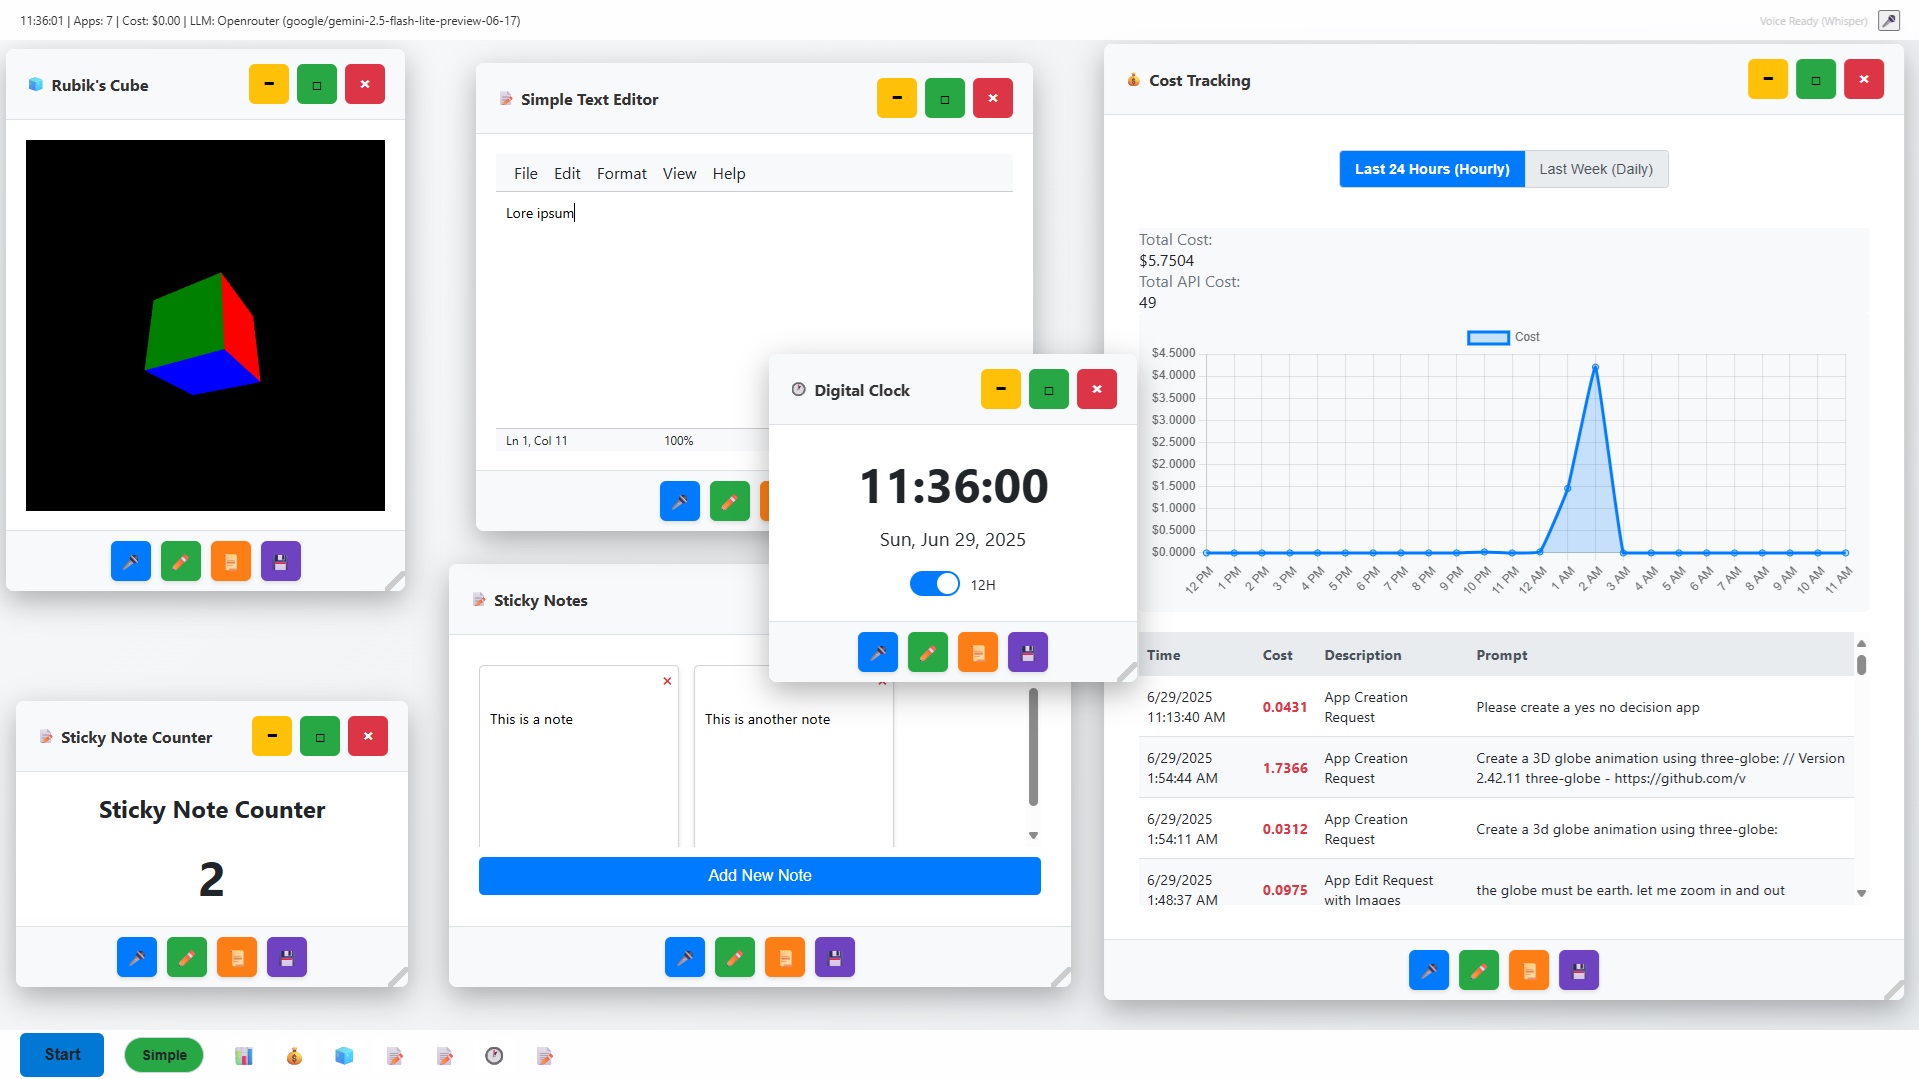 11:36:01 | Apps: 7 | Cost: $0.00 | LLM: Openrouter (google/gemini-2.5-flash-lite-preview-06-17)
Voice Ready (Whisper)
Rubik's Cube
Simple Text Editor
File Edit Format View Help
Lore ipsum
Ln 1, Col 11 100%
Digital Clock
11:36:00
Sun, Jun 29, 2025
12H
Sticky Notes
This is a note
This is another note
Add New Note
Sticky Note Counter
Sticky Note Counter
2
Cost Tracking
Last 24 Hours (Hourly) Last Week (Daily)
Total Cost:
$5.7504
Total API Cost:
49
Cost
$4.5000
$4.0000
$3.5000
$3.0000
$2.5000
$2.0000
$1.5000
$1.0000
$0.5000
$0.0000
12 PM 1 PM 2 PM 3 PM 4 PM 5 PM 6 PM 7 PM 8 PM 9 PM 10 PM 11 PM 12 AM 1 AM 2 AM 3 AM 4 AM 5 AM 6 AM 7 AM 8 AM 9 AM 10 AM 11 AM
Time Cost Description Prompt
6/29/2025
11:13:40 AM
0.0431
App Creation
Request
Please create a yes no decision app
6/29/2025
1:54:44 AM
1.7366
App Creation
Request
Create a 3D globe animation using three-globe: // Version
2.42.11 three-globe - https://github.com/v
6/29/2025
1:54:11 AM
0.0312
App Creation
Request
Create a 3d globe animation using three-globe:
6/29/2025
1:48:37 AM
0.0975
App Edit Request
with Images
the globe must be earth. let me zoom in and out
Start
Simple